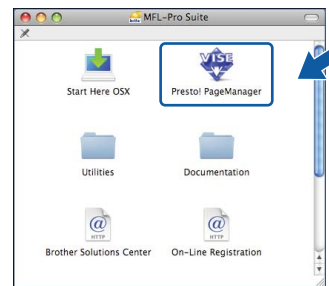 MFL-Pro Suite
VISE
Start Here OSX
Presto! PageManager
Utilities
Documentation
@
HTTP
@
HTTP
Brother Solutions Center
On-Line Registration